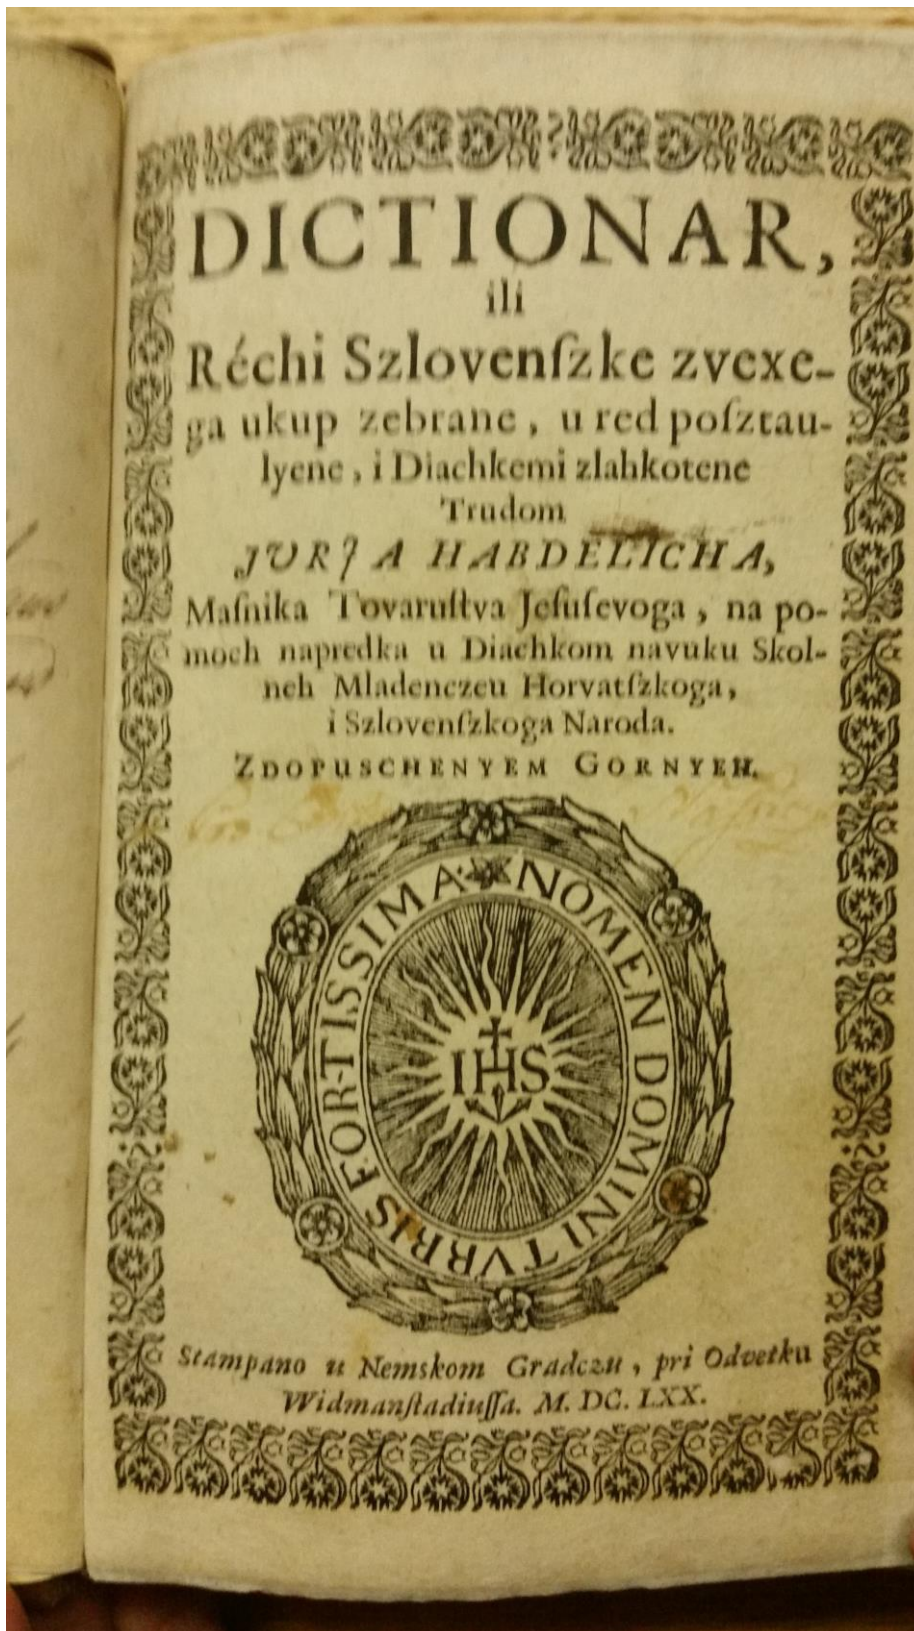 DICTIONAR,
ili
Réchi Szlovenſzke zvexe-
ga ukup zebrane, u red poſztau-
lyene, i Diachkemi zlahkotene
Trudom
JURJA HABDELICHA,
Maſnika Tovaruſtva Jeſuſevoga, na po-
moch napredka u Diachkom navuku Skol-
neh Mladenczeu Horvatſzkoga,
i Szlovenſzkoga Naroda.
ZDOPUSCHENYEM GORNYEH.
NOMEN DOMINI TVRRIS FORTISSIMA
IHS
Stampano u Nemskom Gradczu, pri Odvetku
Widmanſtadiuſſa. M. DC. LXX.